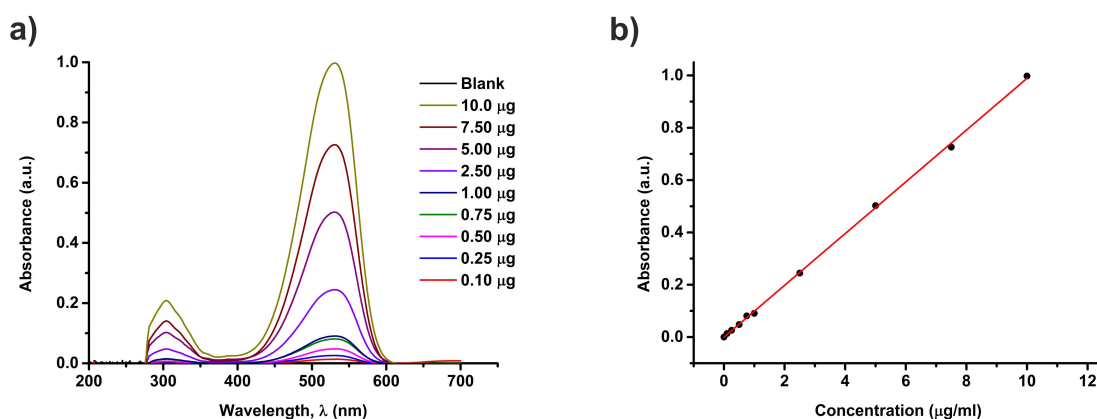 a)
Absorbance (a.u.)
1.0
0.8
0.6
0.4
0.2
0.0
200
300
400
500
600
700
Wavelength, λ (nm)
Blank
10.0 μg
7.50 μg
5.00 μg
2.50 μg
1.00 μg
0.75 μg
0.50 μg
0.25 μg
0.10 μg
b)
Absorbance (a.u.)
1.0
0.8
0.6
0.4
0.2
0.0
0
2
4
6
8
10
12
Concentration (μg/ml)